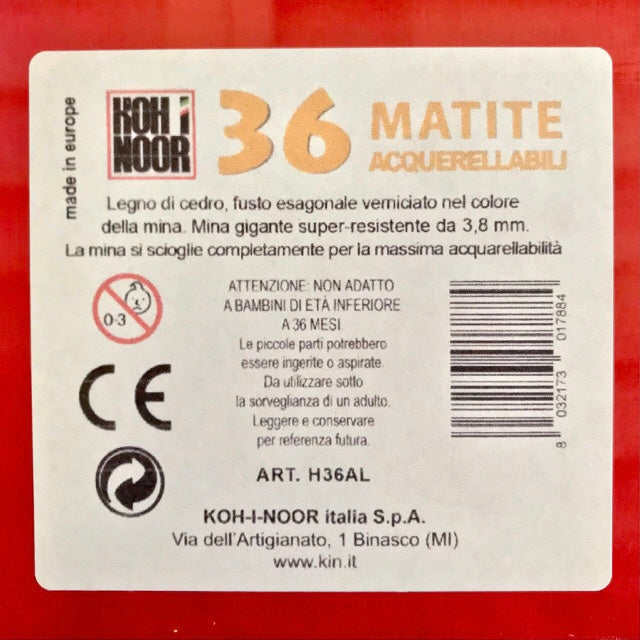 made in europe
KOH i
NOOR
36
MATITE
ACQUERELLABILI
Legno di cedro, fusto esagonale verniciato nel colore
della mina. Mina gigante super-resistente da 3,8 mm.
La mina si scioglie completamente per la massima acquarellabilità
0-3
ATTENZIONE: NON ADATTO
A BAMBINI DI ETÀ INFERIORE
A 36 MESI.
Le piccole parti potrebbero
essere ingerite o aspirate.
Da utilizzare sotto
la sorveglianza di un adulto.
Leggere e conservare
per referenza futura.
8 032173 017884
CE
ART. H36AL
KOH-I-NOOR italia S.p.A.
Via dell'Artigianato, 1 Binasco (MI)
www.kin.it